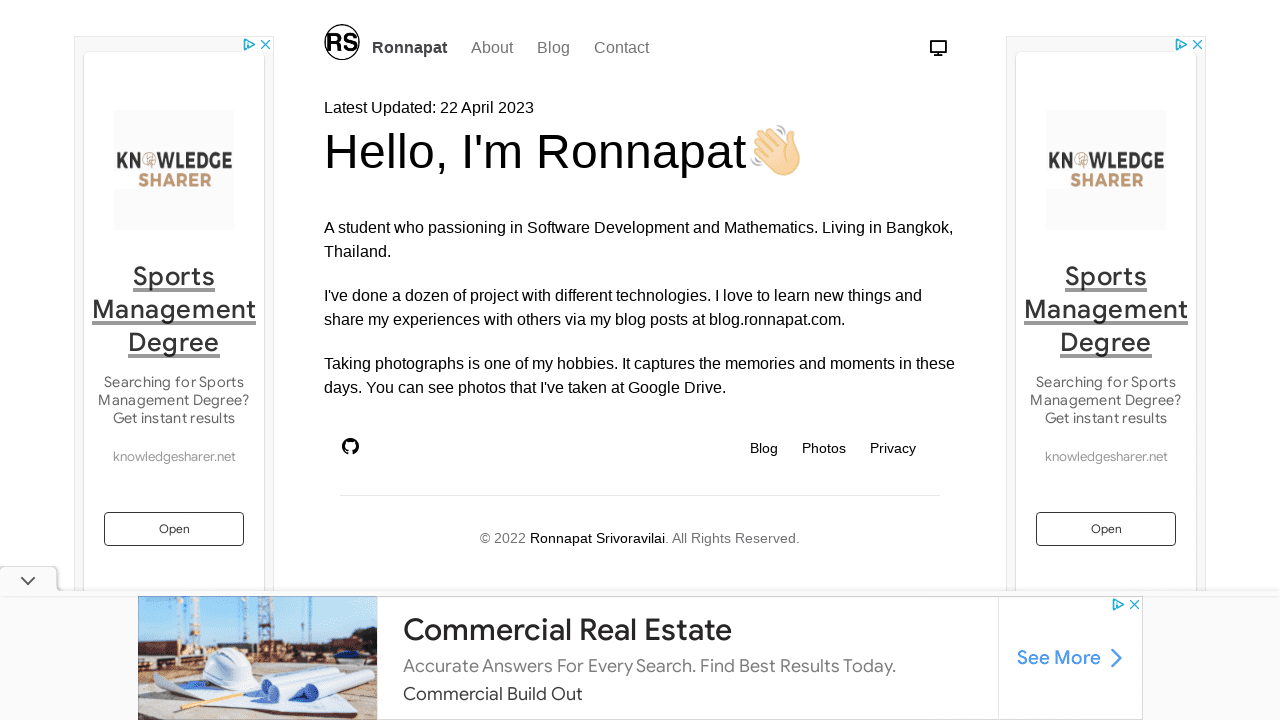 RS
Ronnapat About Blog Contact
Latest Updated: 22 April 2023
Hello, I'm Ronnapat👋🏻
A student who passioning in Software Development and Mathematics. Living in Bangkok,
Thailand.
I've done a dozen of project with different technologies. I love to learn new things and
share my experiences with others via my blog posts at blog.ronnapat.com.
Taking photographs is one of my hobbies. It captures the memories and moments in these
days. You can see photos that I've taken at Google Drive.
Blog Photos Privacy
© 2022 Ronnapat Srivoravilai. All Rights Reserved.
KNOWLEDGE
SHARER
Sports
Management
Degree
Searching for Sports
Management Degree?
Get instant results
knowledgesharer.net
Open
KNOWLEDGE
SHARER
Sports
Management
Degree
Searching for Sports
Management Degree?
Get instant results
knowledgesharer.net
Open
Commercial Real Estate
Accurate Answers For Every Search. Find Best Results Today.
Commercial Build Out
See More